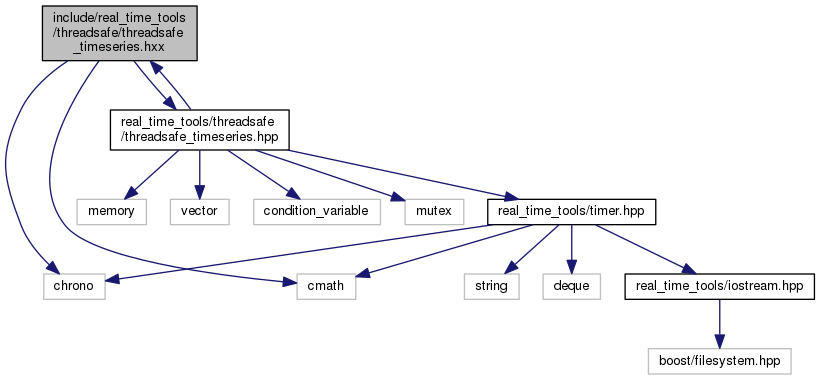 include/real_time_tools
/threadsafe/threadsafe
_timeseries.hxx
real_time_tools/threadsafe
/threadsafe_timeseries.hpp
memory
vector
condition_variable
mutex
real_time_tools/timer.hpp
chrono
cmath
string
deque
real_time_tools/iostream.hpp
boost/filesystem.hpp